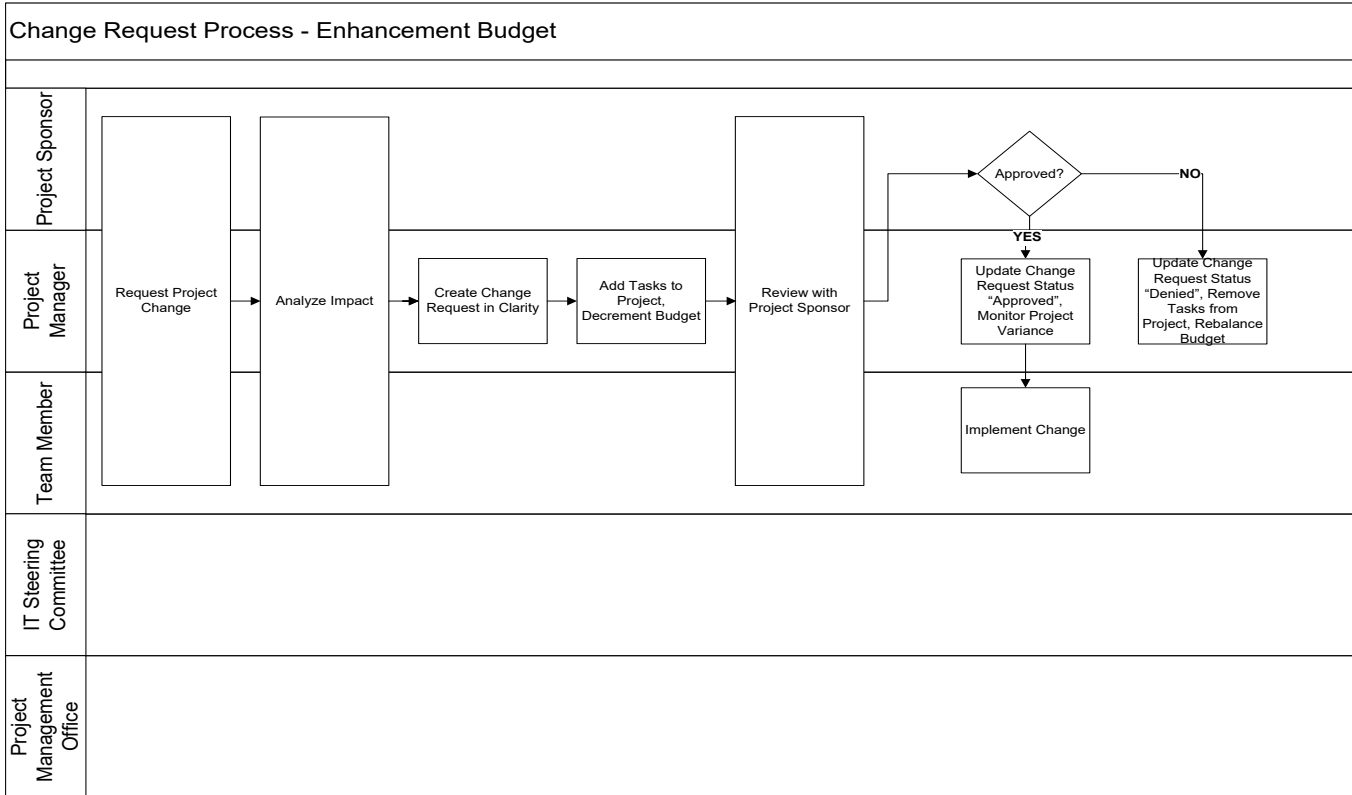 Change Request Process - Enhancement Budget
Project Sponsor
Approved?
NO
YES
Project
Manager
Request Project
Change
Analyze Impact
Create Change
Request in Clarity
Add Tasks to
Project,
Decrement Budget
Review with
Project Sponsor
Update Change
Request Status
“Approved”,
Monitor Project
Variance
Update Change
Request Status
“Denied”, Remove
Tasks from
Project, Rebalance
Budget
Team Member
Implement Change
IT Steering
Committee
Project
Management
Office